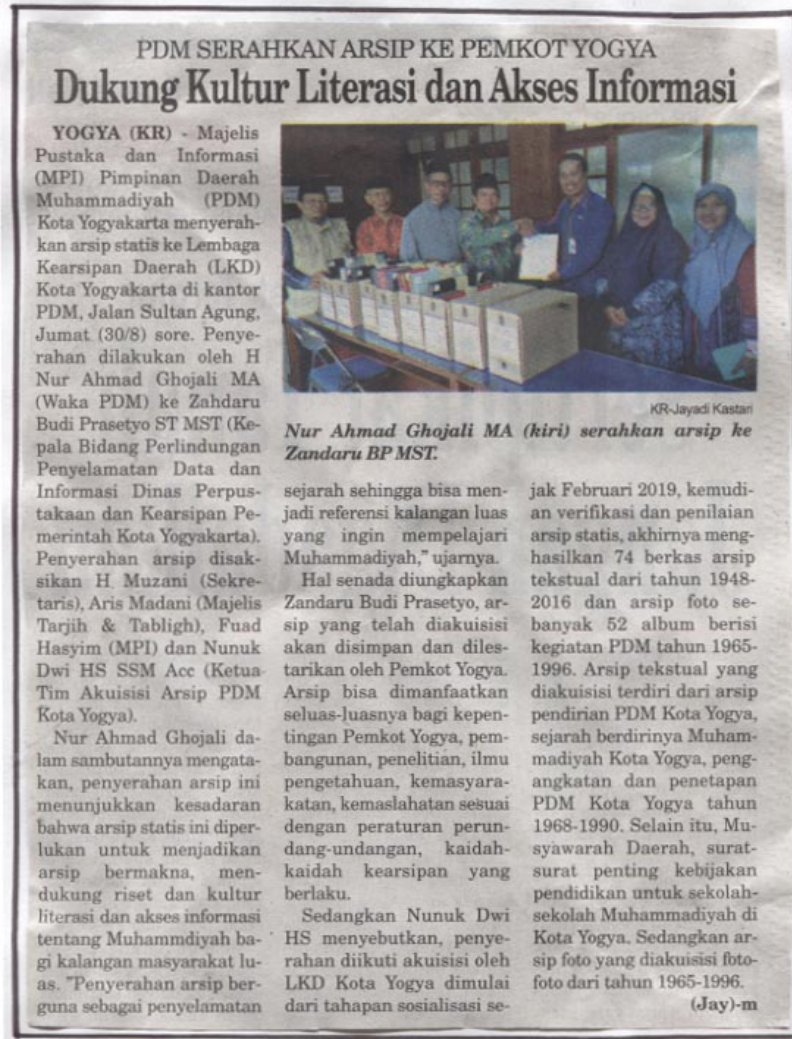 PDM SERAHKAN ARSIP KE PEMKOT YOGYA
Dukung Kultur Literasi dan Akses Informasi
YOGYA (KR) - Majelis
Pustaka dan Informasi
(MPI) Pimpinan Daerah
Muhammadiyah (PDM)
Kota Yogyakarta menyerah-
kan arsip statis ke Lembaga
Kearsipan Daerah (LKD)
Kota Yogyakarta di kantor
PDM, Jalan Sultan Agung,
Jumat (30/8) sore. Penye-
rahan dilakukan oleh H
Nur Ahmad Ghojali MA
(Waka PDM) ke Zahdaru
Budi Prasetyo ST MST (Ke-
pala Bidang Perlindungan
Penyelamatan Data dan
Informasi Dinas Perpus-
takaan dan Kearsipan Pe-
merintah Kota Yogyakarta).
Penyerahan arsip disak-
sikan H Muzani (Sekre-
taris), Aris Madani (Majelis
Tarjih & Tabligh), Fuad
Hasyim (MPI) dan Nunuk
Dwi HS SSM Acc (Ketua
Tim Akuisisi Arsip PDM
Kota Yogya).
Nur Ahmad Ghojali da-
lam sambutannya mengata-
kan, penyerahan arsip ini
menunjukkan kesadaran
bahwa arsip statis ini diper-
lukan untuk menjadikan
arsip bermakna, men-
dukung riset dan kultur
literasi dan akses informasi
tentang Muhammdiyah ba-
gi kalangan masyarakat lu-
as. "Penyerahan arsip ber-
guna sebagai penyelamatan
KR-Jayadi Kastari
Nur Ahmad Ghojali MA (kiri) serahkan arsip ke
Zandaru BP MST.
sejarah sehingga bisa men-
jadi referensi kalangan luas
yang ingin mempelajari
Muhammadiyah," ujarnya.
Hal senada diungkapkan
Zandaru Budi Prasetyo, ar-
sip yang telah diakuisisi
akan disimpan dan diles-
tarikan oleh Pemkot Yogya.
Arsip bisa dimanfaatkan
seluas-luasnya bagi kepen-
tingan Pemkot Yogya, pem-
bangunan, penelitian, ilmu
pengetahuan, kemasyara-
katan, kemaslahatan sesuai
dengan peraturan perun-
dang-undangan, kaidah-
kaidah kearsipan yang
berlaku.
Sedangkan Nunuk Dwi
HS menyebutkan, penye-
rahan diikuti akuisisi oleh
LKD Kota Yogya dimulai
dari tahapan sosialisasi se-
jak Februari 2019, kemudi-
an verifikasi dan penilaian
arsip statis, akhirnya meng-
hasilkan 74 berkas arsip
tekstual dari tahun 1948-
2016 dan arsip foto se-
banyak 52 album berisi
kegiatan PDM tahun 1965-
1996. Arsip tekstual yang
diakuisisi terdiri dari arsip
pendirian PDM Kota Yogya,
sejarah berdirinya Muham-
madiyah Kota Yogya, peng-
angkatan dan penetapan
PDM Kota Yogya tahun
1968-1990. Selain itu, Mu-
syawarah Daerah, surat-
surat penting kebijakan
pendidikan untuk sekolah-
sekolah Muhammadiyah di
Kota Yogya. Sedangkan ar-
sip foto yang diakuisisi foto-
foto dari tahun 1965-1996.
(Jay)-m